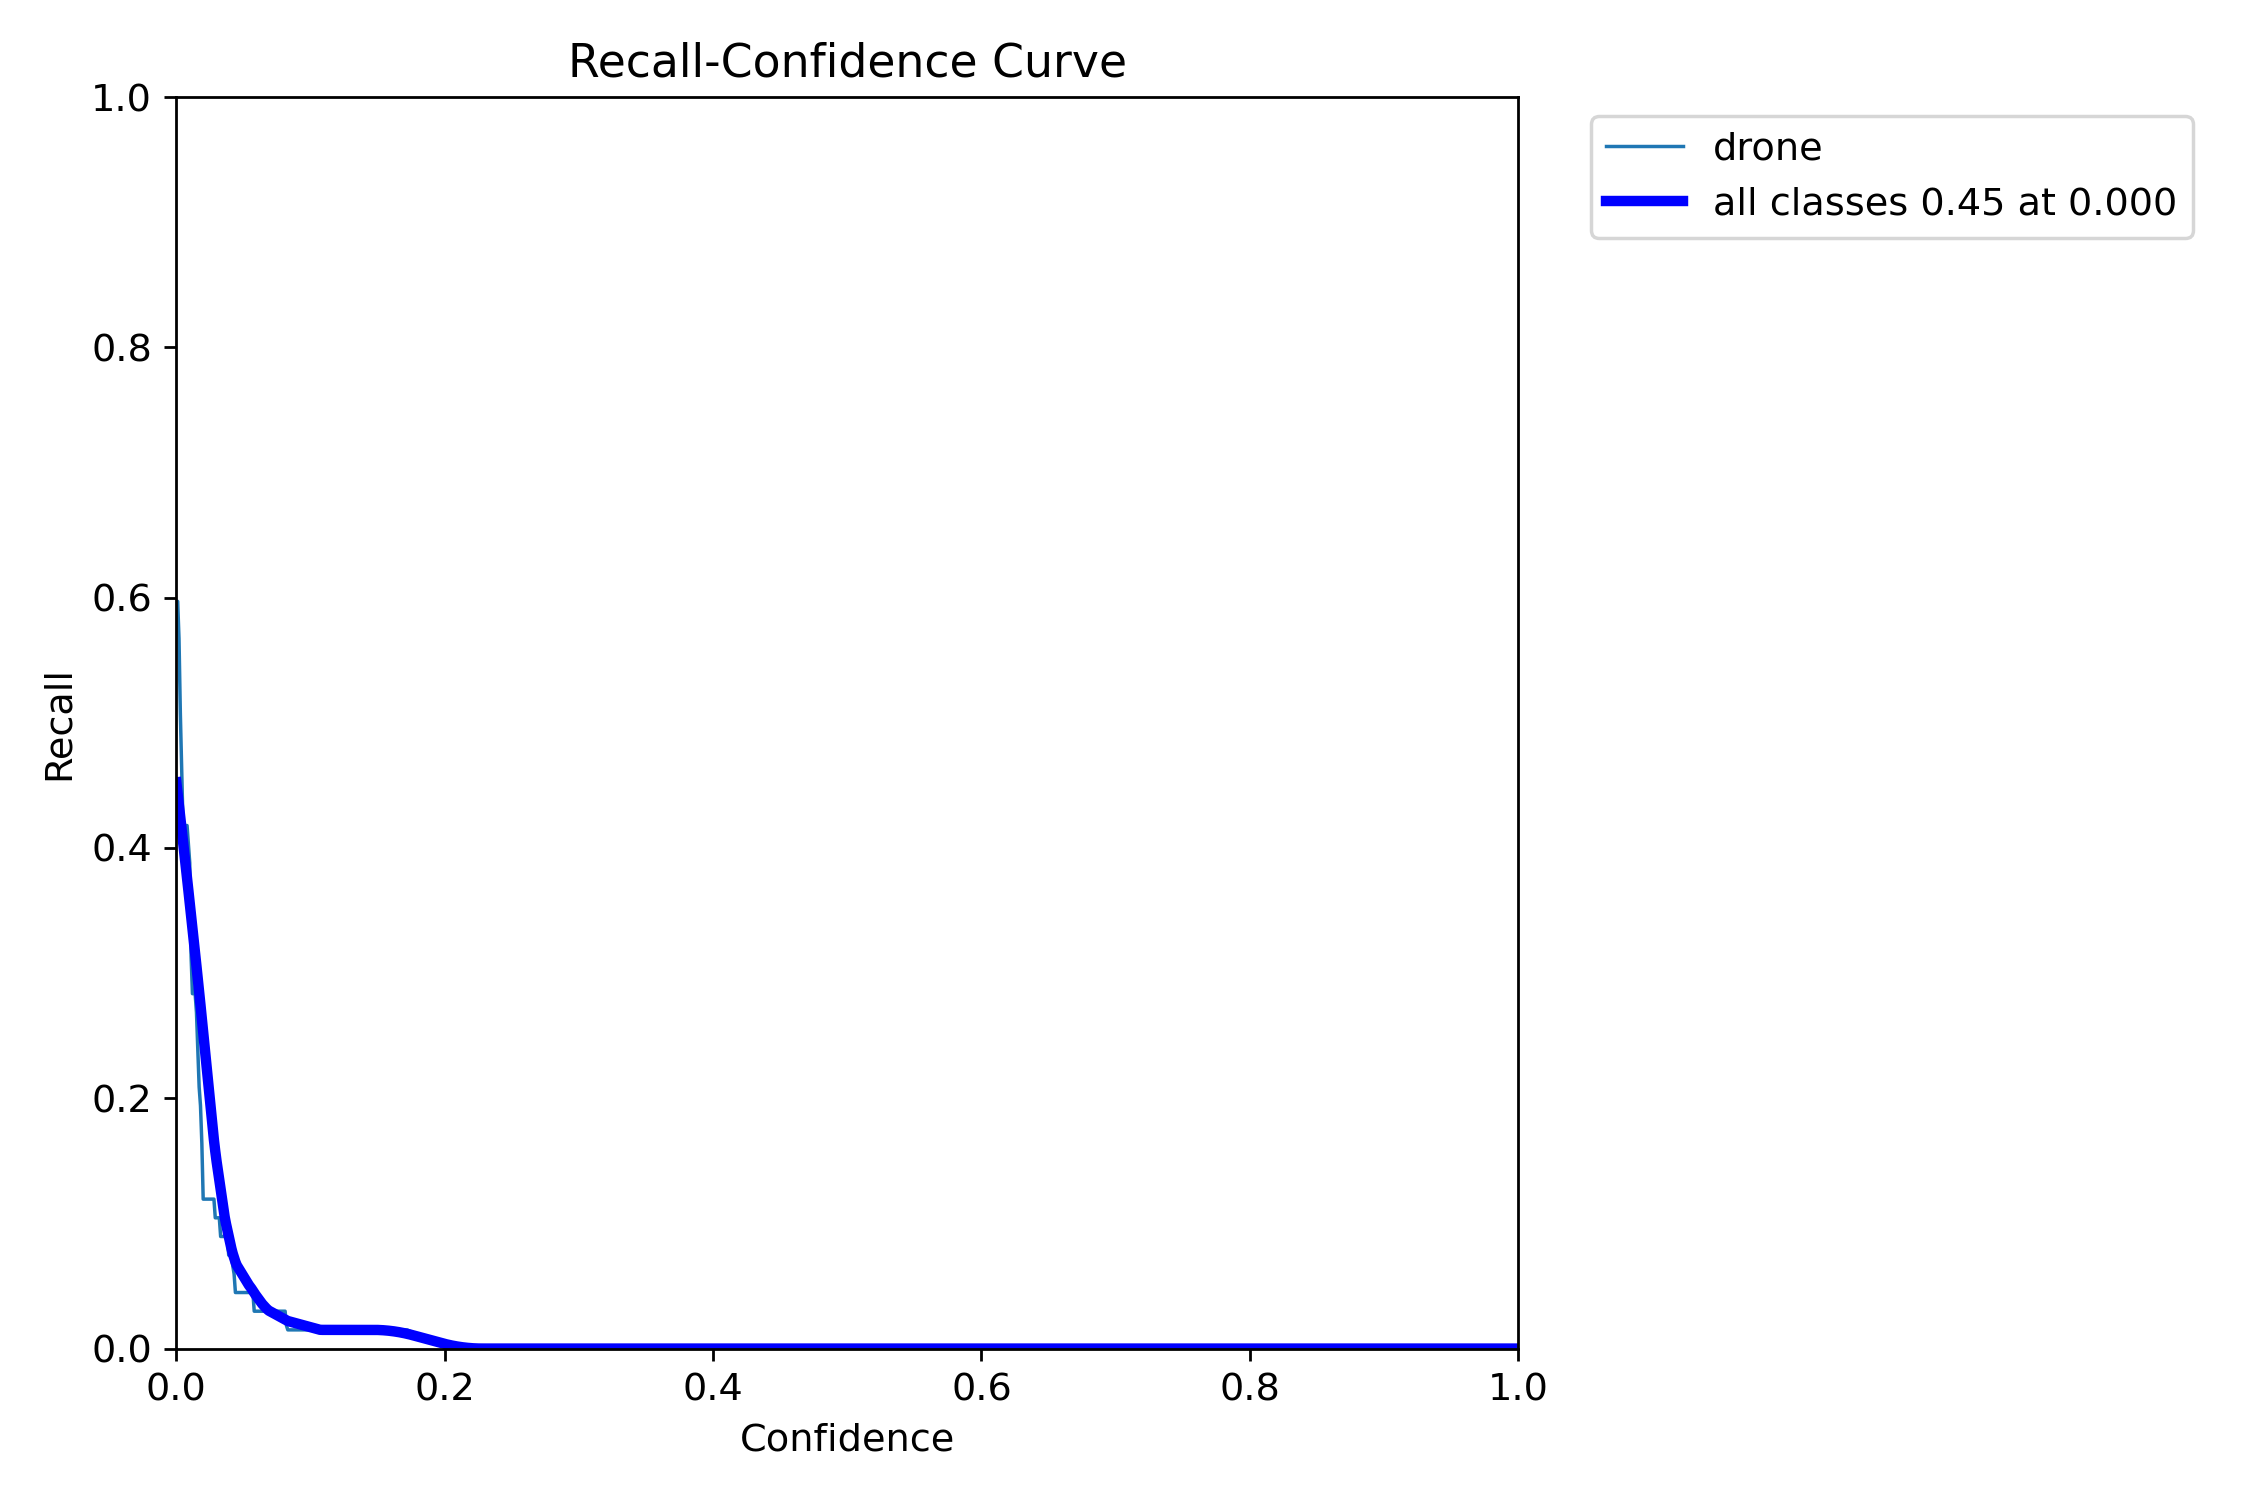 Recall-Confidence Curve
1.0
0.8
0.6
0.4
0.2
0.0
Recall
0.0 0.2 0.4 0.6 0.8 1.0
Confidence
drone
all classes 0.45 at 0.000